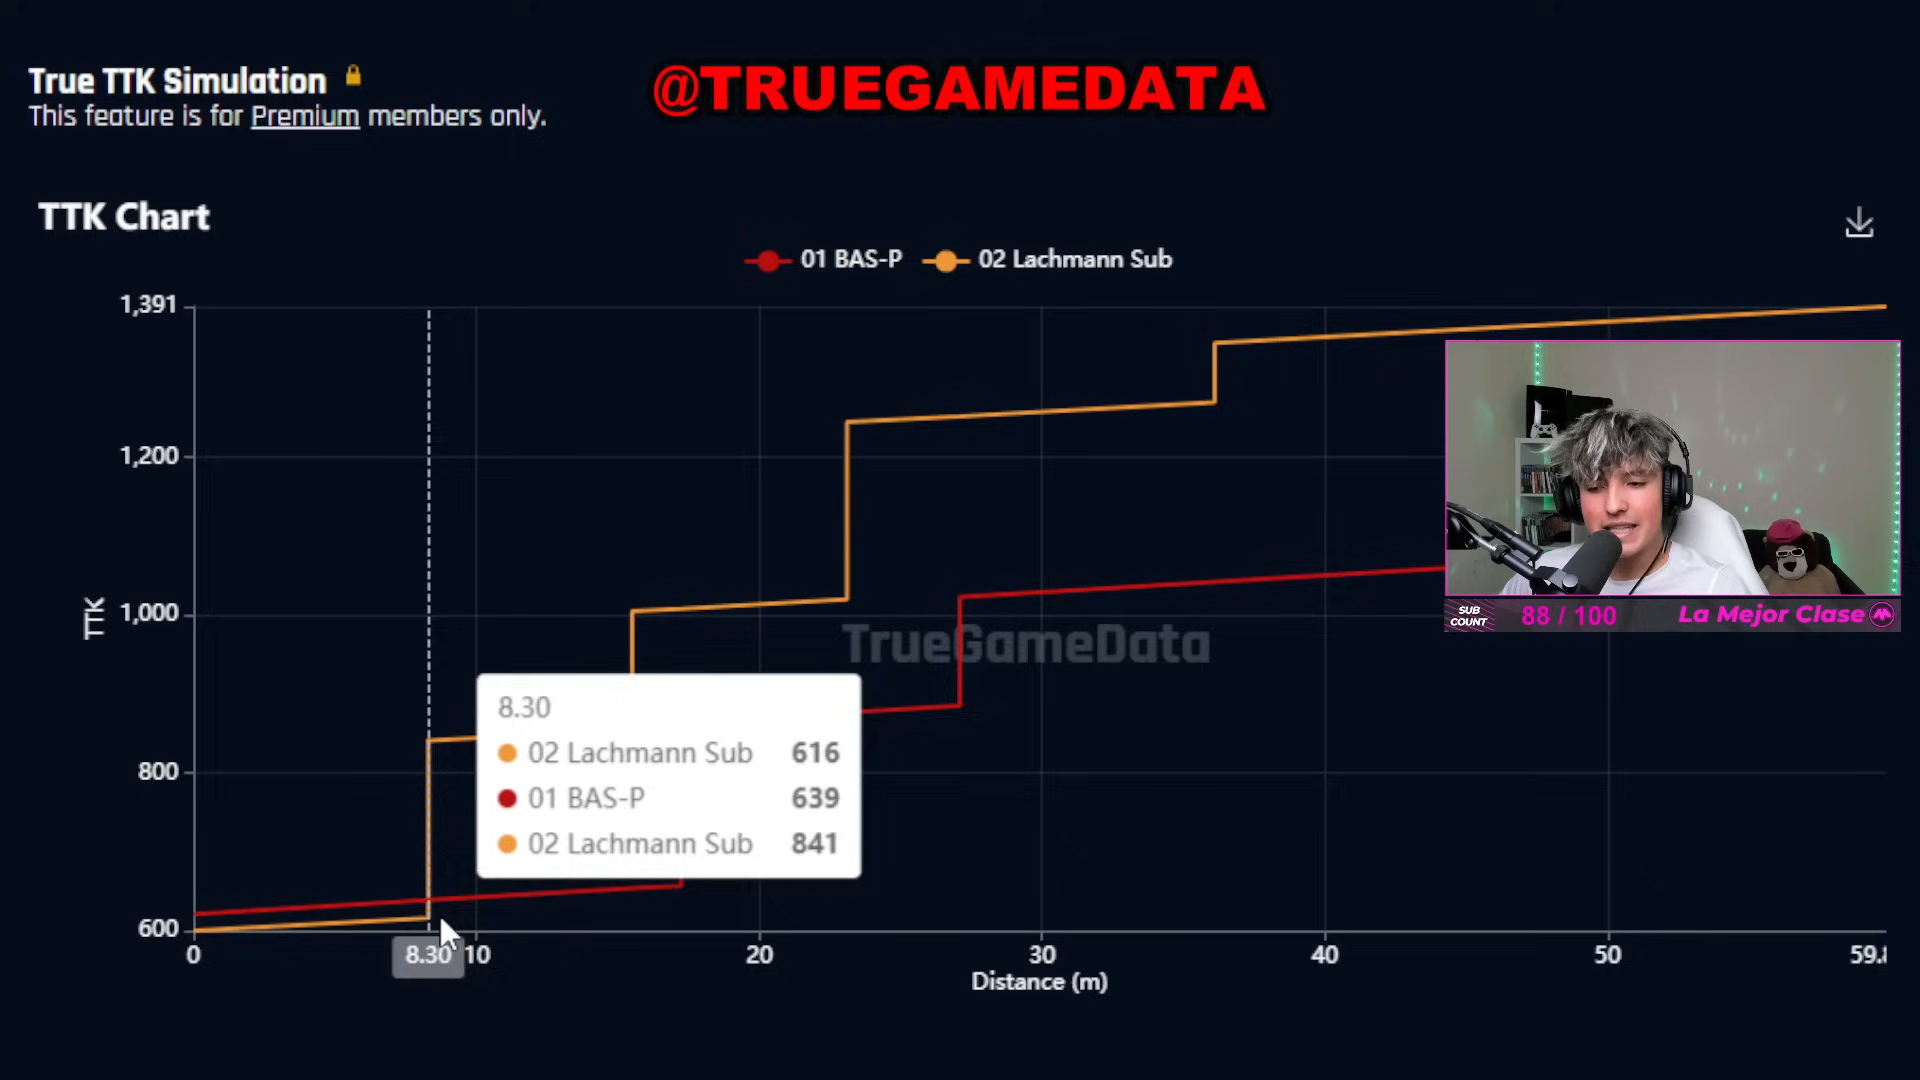 True TTK Simulation
This feature is for Premium members only.
@TRUEGAMEDATA
TTK Chart
01 BAS-P
02 Lachmann Sub
1,391
1,200
1,000
800
600
TTK
TrueGameData
8.30
02 Lachmann Sub 616
01 BAS-P 639
02 Lachmann Sub 841
0
8.30
10
20
30
40
50
Distance (m)
SUB
COUNT
88 / 100
La Mejor Clase